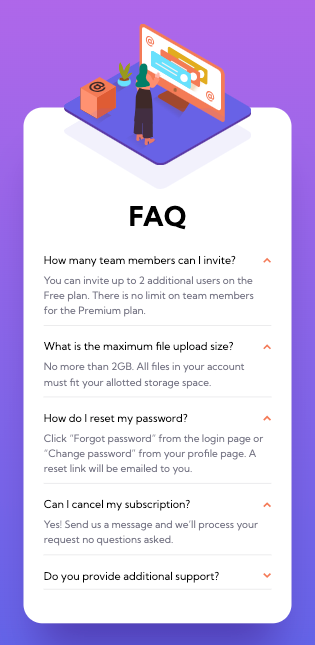 FAQ
How many team members can I invite?
You can invite up to 2 additional users on the
Free plan. There is no limit on team members
for the Premium plan.
What is the maximum file upload size?
No more than 2GB. All files in your account
must fit your allotted storage space.
How do I reset my password?
Click “Forgot password” from the login page or
“Change password” from your profile page. A
reset link will be emailed to you.
Can I cancel my subscription?
Yes! Send us a message and we’ll process your
request no questions asked.
Do you provide additional support?